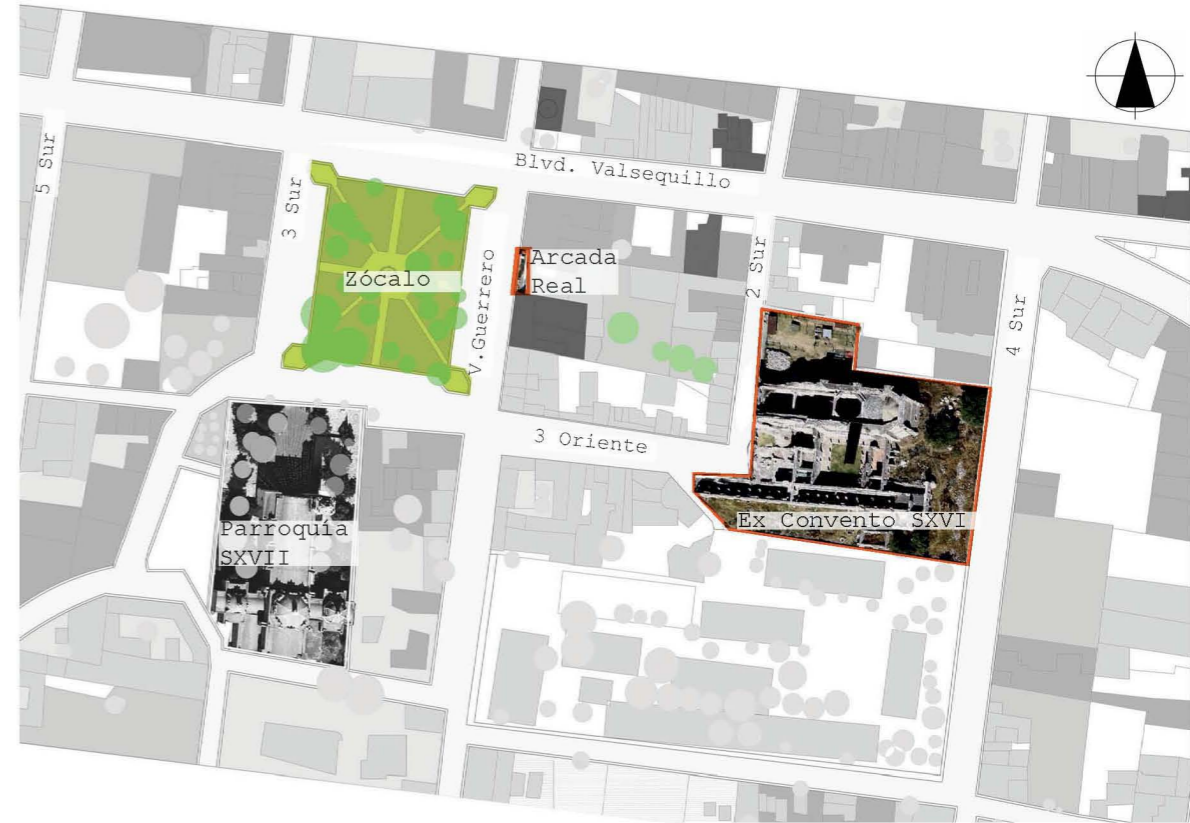 5 Sur
3 Sur
Blvd. Valsequillo
Zócalo
V.Guerrero
Arcada
Real
2 Sur
4 Sur
3 Oriente
Parroquía
SXVII
Ex Convento SXVI